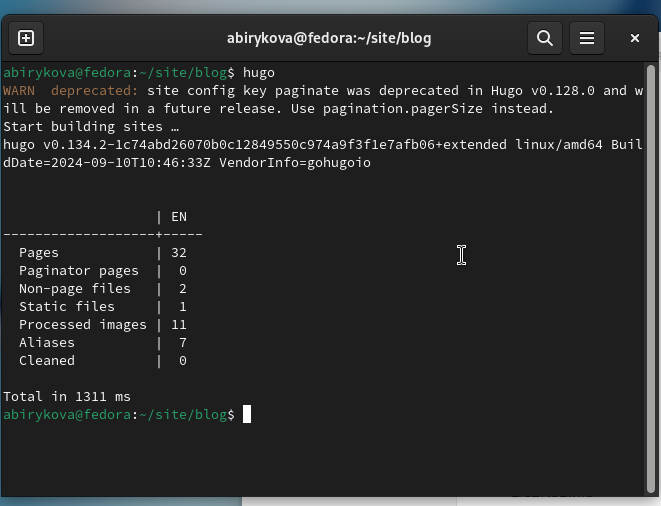 abirykova@fedora:~/site/blog
abirykova@fedora:~/site/blog$ hugo
WARN  deprecated: site config key paginate was deprecated in Hugo v0.128.0 and w
ill be removed in a future release. Use pagination.pagerSize instead.
Start building sites …
hugo v0.134.2-1c74abd26070b0c12849550c974a9f3f1e7afb06+extended linux/amd64 Buil
dDate=2024-09-10T10:46:33Z VendorInfo=gohugoio
                   | EN
-------------------+-----
  Pages            | 32
  Paginator pages  |  0
  Non-page files   |  2
  Static files     |  1
  Processed images | 11
  Aliases          |  7
  Cleaned          |  0
Total in 1311 ms
abirykova@fedora:~/site/blog$